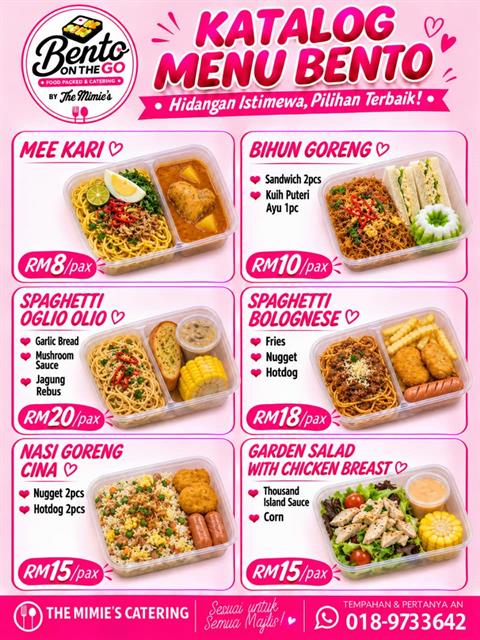 Bento
ON THE GO
FOOD PACKED & CATERING
BY The Mimie's
KATALOG
MENU BENTO
Hidangan Istimewa, Pilihan Terbaik!
MEE KARI
RM8/pax
BIHUN GORENG
Sandwich 2pcs
Kuih Puteri
Ayu 1pc
RM10/pax
SPAGHETTI
OGLIO OLIO
Garlic Bread
Mushroom
Sauce
Jagung
Rebus
RM20/pax
SPAGHETTI
BOLOGNESE
Fries
Nugget
Hotdog
RM18/pax
NASI GORENG
CINA
Nugget 2pcs
Hotdog 2pcs
RM15/pax
GARDEN SALAD
WITH CHICKEN BREAST
Thousand
Island Sauce
Corn
RM15/pax
THE MIMIE'S CATERING
Sesuai untuk
Semua Majlis!
TEMPAHAN & PERTANYA AN
018-9733642